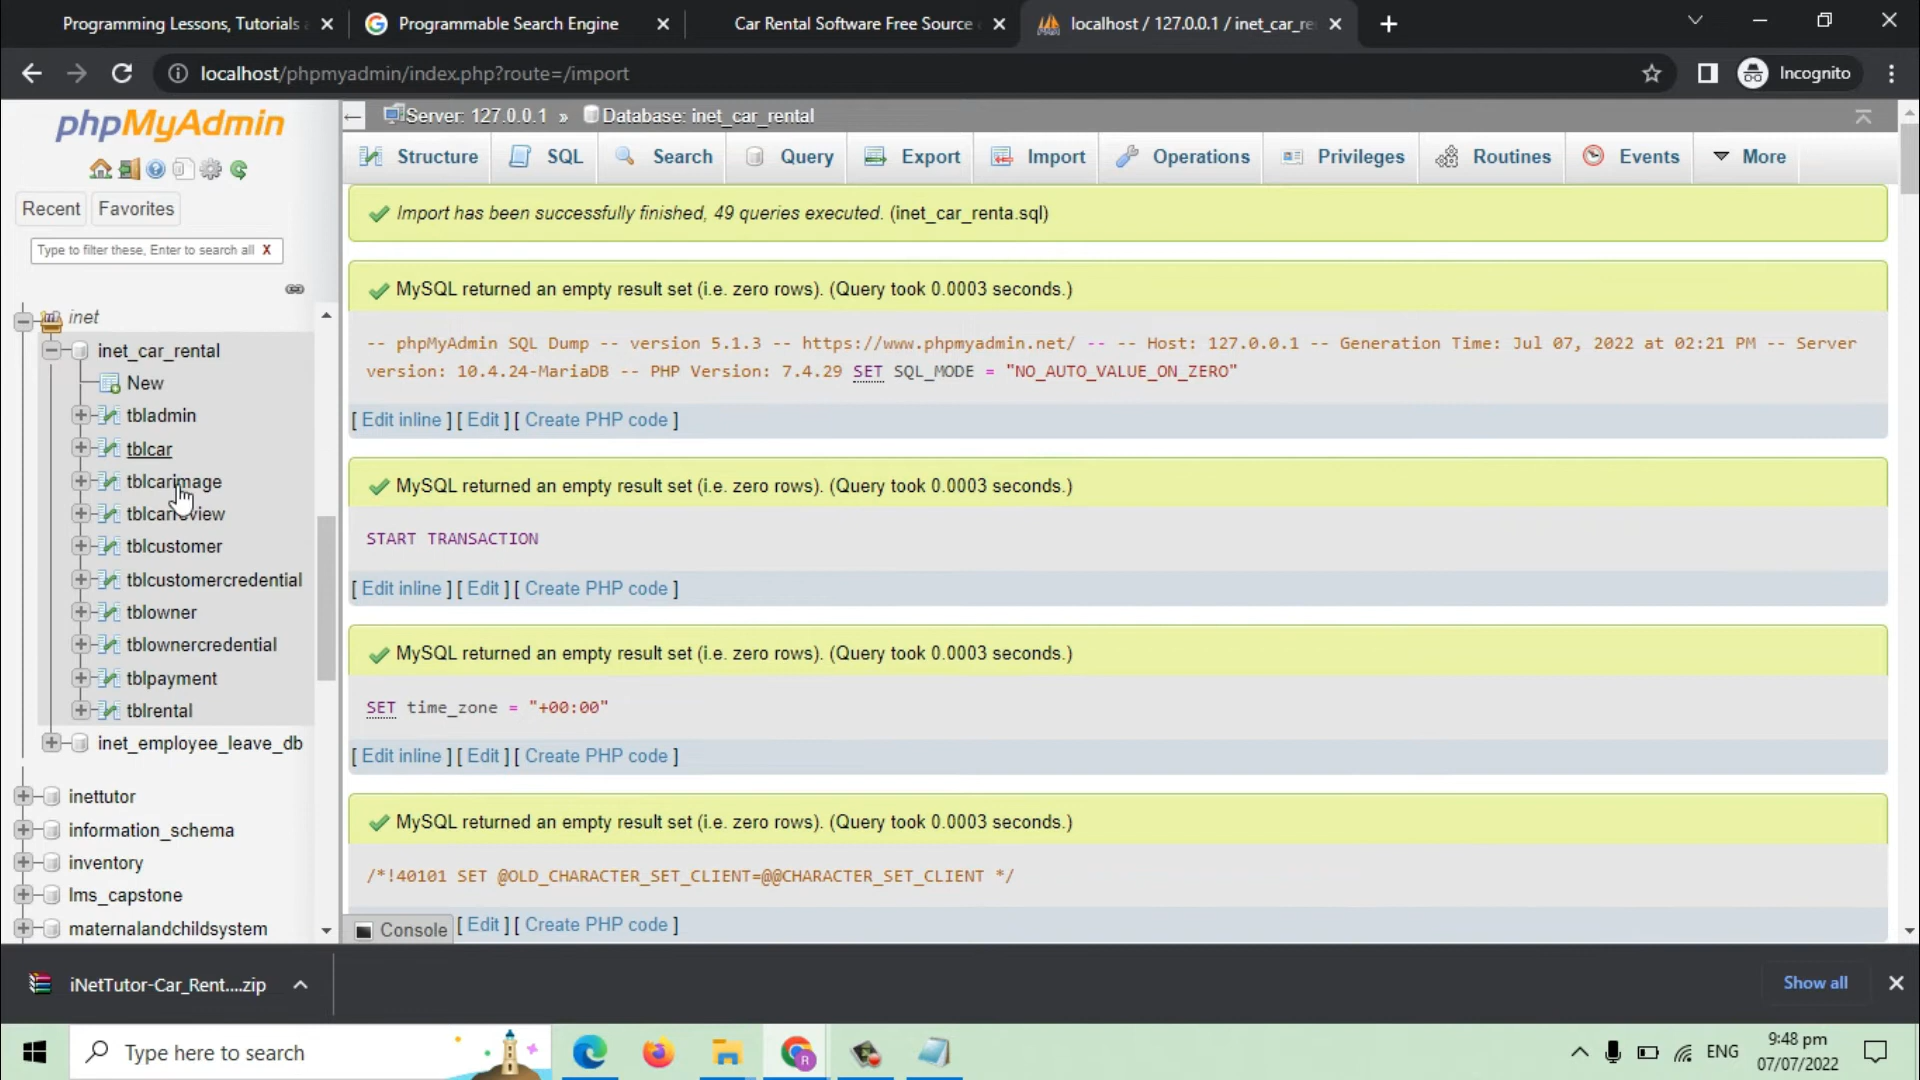 Programming Lessons, Tutorials
Programmable Search Engine
Car Rental Software Free Source
localhost / 127.0.0.1 / inet_car_re
localhost/phpmyadmin/index.php?route=/import
Incognito
phpMyAdmin
Recent
Favorites
Type to filter these, Enter to search all X
inet
inet_car_rental
New
tbladmin
tblcar
tblcarimage
tblcarreview
tblcustomer
tblcustomercredential
tblowner
tblownercredential
tblpayment
tblrental
inet_employee_leave_db
inettutor
information_schema
inventory
lms_capstone
maternalandchildsystem
Server: 127.0.0.1 » Database: inet_car_rental
Structure
SQL
Search
Query
Export
Import
Operations
Privileges
Routines
Events
More
Import has been successfully finished, 49 queries executed. (inet_car_renta.sql)
MySQL returned an empty result set (i.e. zero rows). (Query took 0.0003 seconds.)
-- phpMyAdmin SQL Dump -- version 5.1.3 -- https://www.phpmyadmin.net/ -- -- Host: 127.0.0.1 -- Generation Time: Jul 07, 2022 at 02:21 PM -- Server
version: 10.4.24-MariaDB -- PHP Version: 7.4.29 SET SQL_MODE = "NO_AUTO_VALUE_ON_ZERO"
[ Edit inline ] [ Edit ] [ Create PHP code ]
MySQL returned an empty result set (i.e. zero rows). (Query took 0.0003 seconds.)
START TRANSACTION
[ Edit inline ] [ Edit ] [ Create PHP code ]
MySQL returned an empty result set (i.e. zero rows). (Query took 0.0003 seconds.)
SET time_zone = "+00:00"
[ Edit inline ] [ Edit ] [ Create PHP code ]
MySQL returned an empty result set (i.e. zero rows). (Query took 0.0003 seconds.)
/*!40101 SET @OLD_CHARACTER_SET_CLIENT=@@CHARACTER_SET_CLIENT */
Console [ Edit ] [ Create PHP code ]
iNetTutor-Car_Rent....zip
Show all
Type here to search
ENG
9:48 pm
07/07/2022